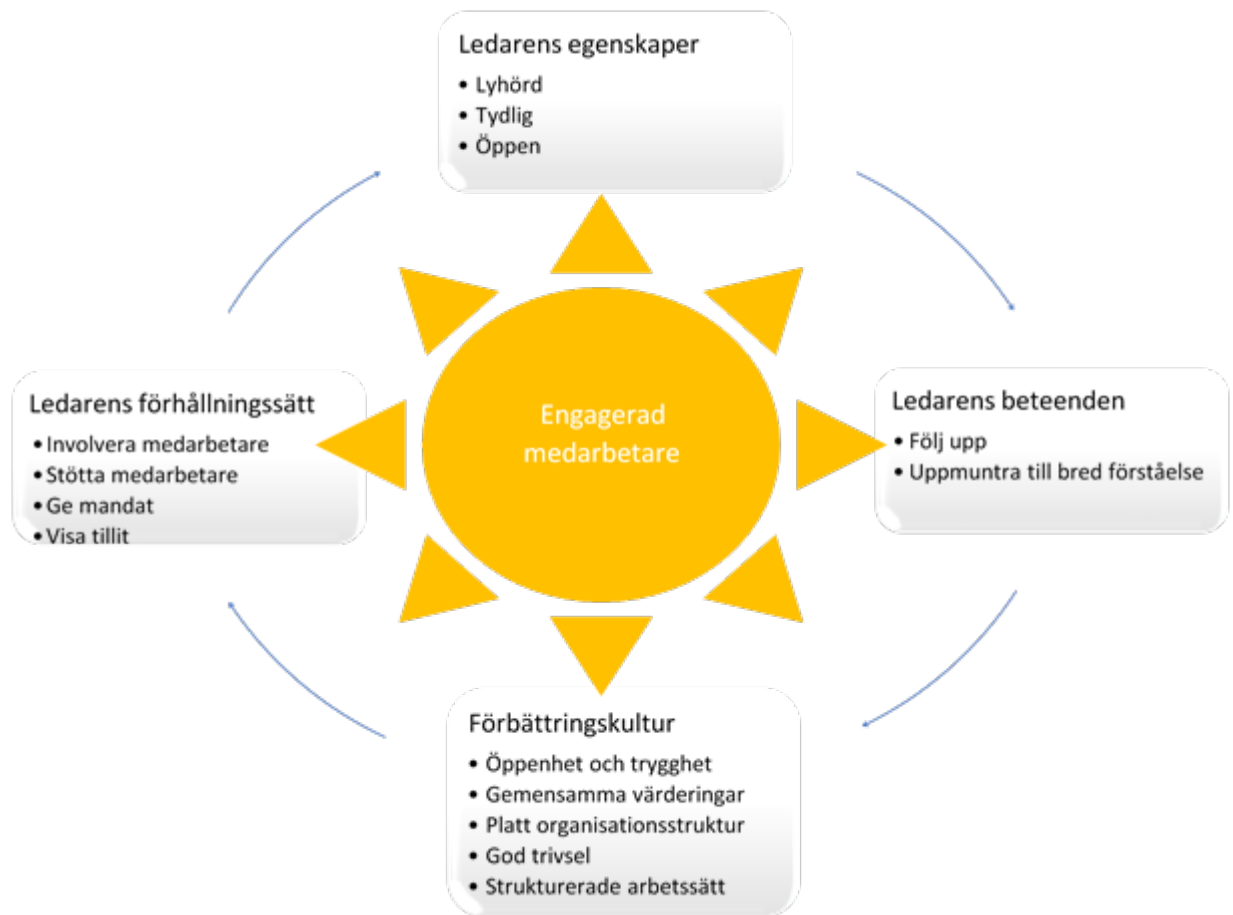 Ledarens egenskaper
• Lyhörd
• Tydlig
• Öppen
Ledarens förhållningssätt
• Involvera medarbetare
• Stötta medarbetare
• Ge mandat
• Visa tillit
Engagerad
medarbetare
Ledarens beteenden
• Följ upp
• Uppmuntra till bred förståelse
Förbättringskultur
• Öppenhet och trygghet
• Gemensamma värderingar
• Platt organisationsstruktur
• God trivsel
• Strukturerade arbetssätt